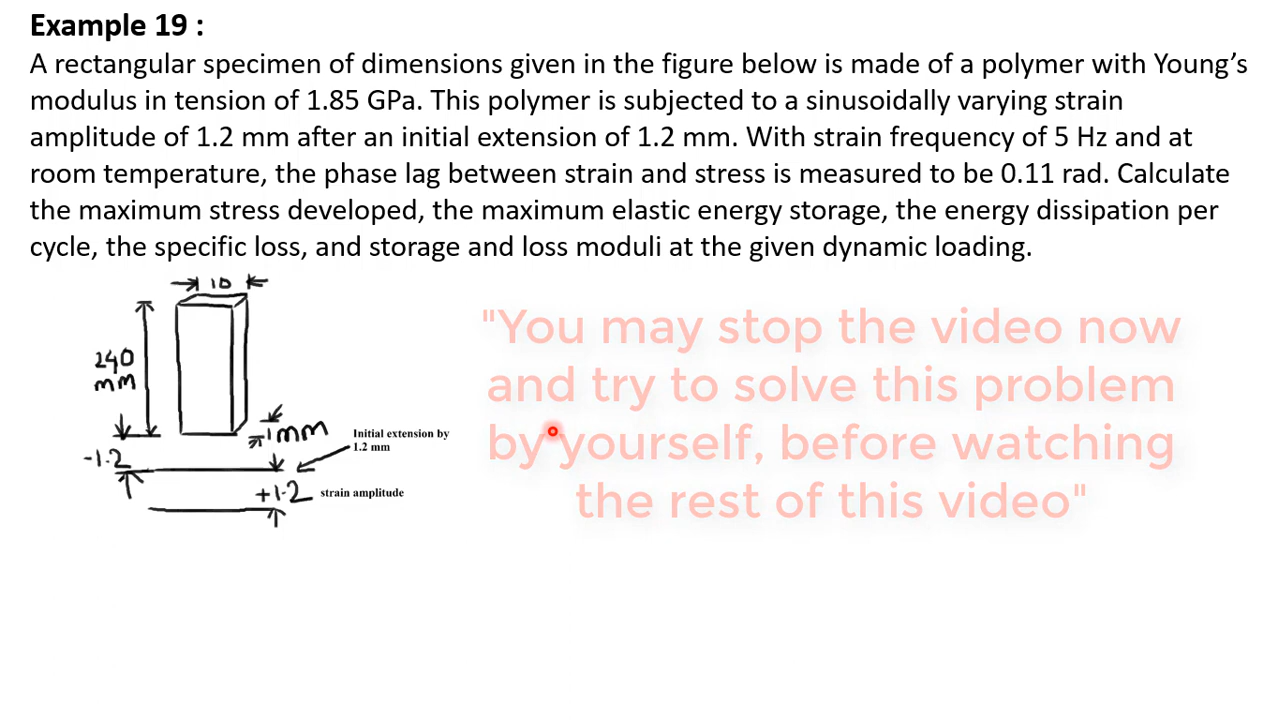 Example 19 :
A rectangular specimen of dimensions given in the figure below is made of a polymer with Young’s
modulus in tension of 1.85 GPa. This polymer is subjected to a sinusoidally varying strain
amplitude of 1.2 mm after an initial extension of 1.2 mm. With strain frequency of 5 Hz and at
room temperature, the phase lag between strain and stress is measured to be 0.11 rad. Calculate
the maximum stress developed, the maximum elastic energy storage, the energy dissipation per
cycle, the specific loss, and storage and loss moduli at the given dynamic loading.
10
240
mm
1mm
-1.2
Initial extension by
1.2 mm
+1.2
strain amplitude
"You may stop the video now
and try to solve this problem
by yourself, before watching
the rest of this video"